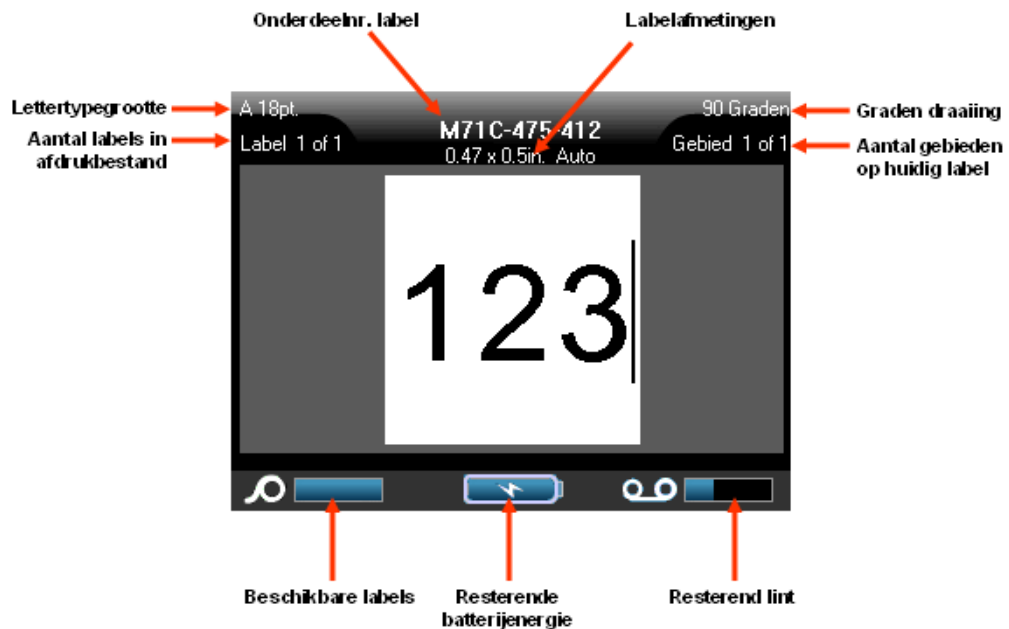 Onderdeelnr. label
Labelafmetingen
Lettertypegrootte
A 18pt.
90 Graden
Graden draaiing
Aantal labels in
afdrukbestand
Label 1 of 1
M71C-475-412
0.47 x 0.5in. Auto
Gebied 1 of 1
Aantal gebieden
op huidig label
123
Beschikbare labels
Resterende
batterijenergie
Resterend lint